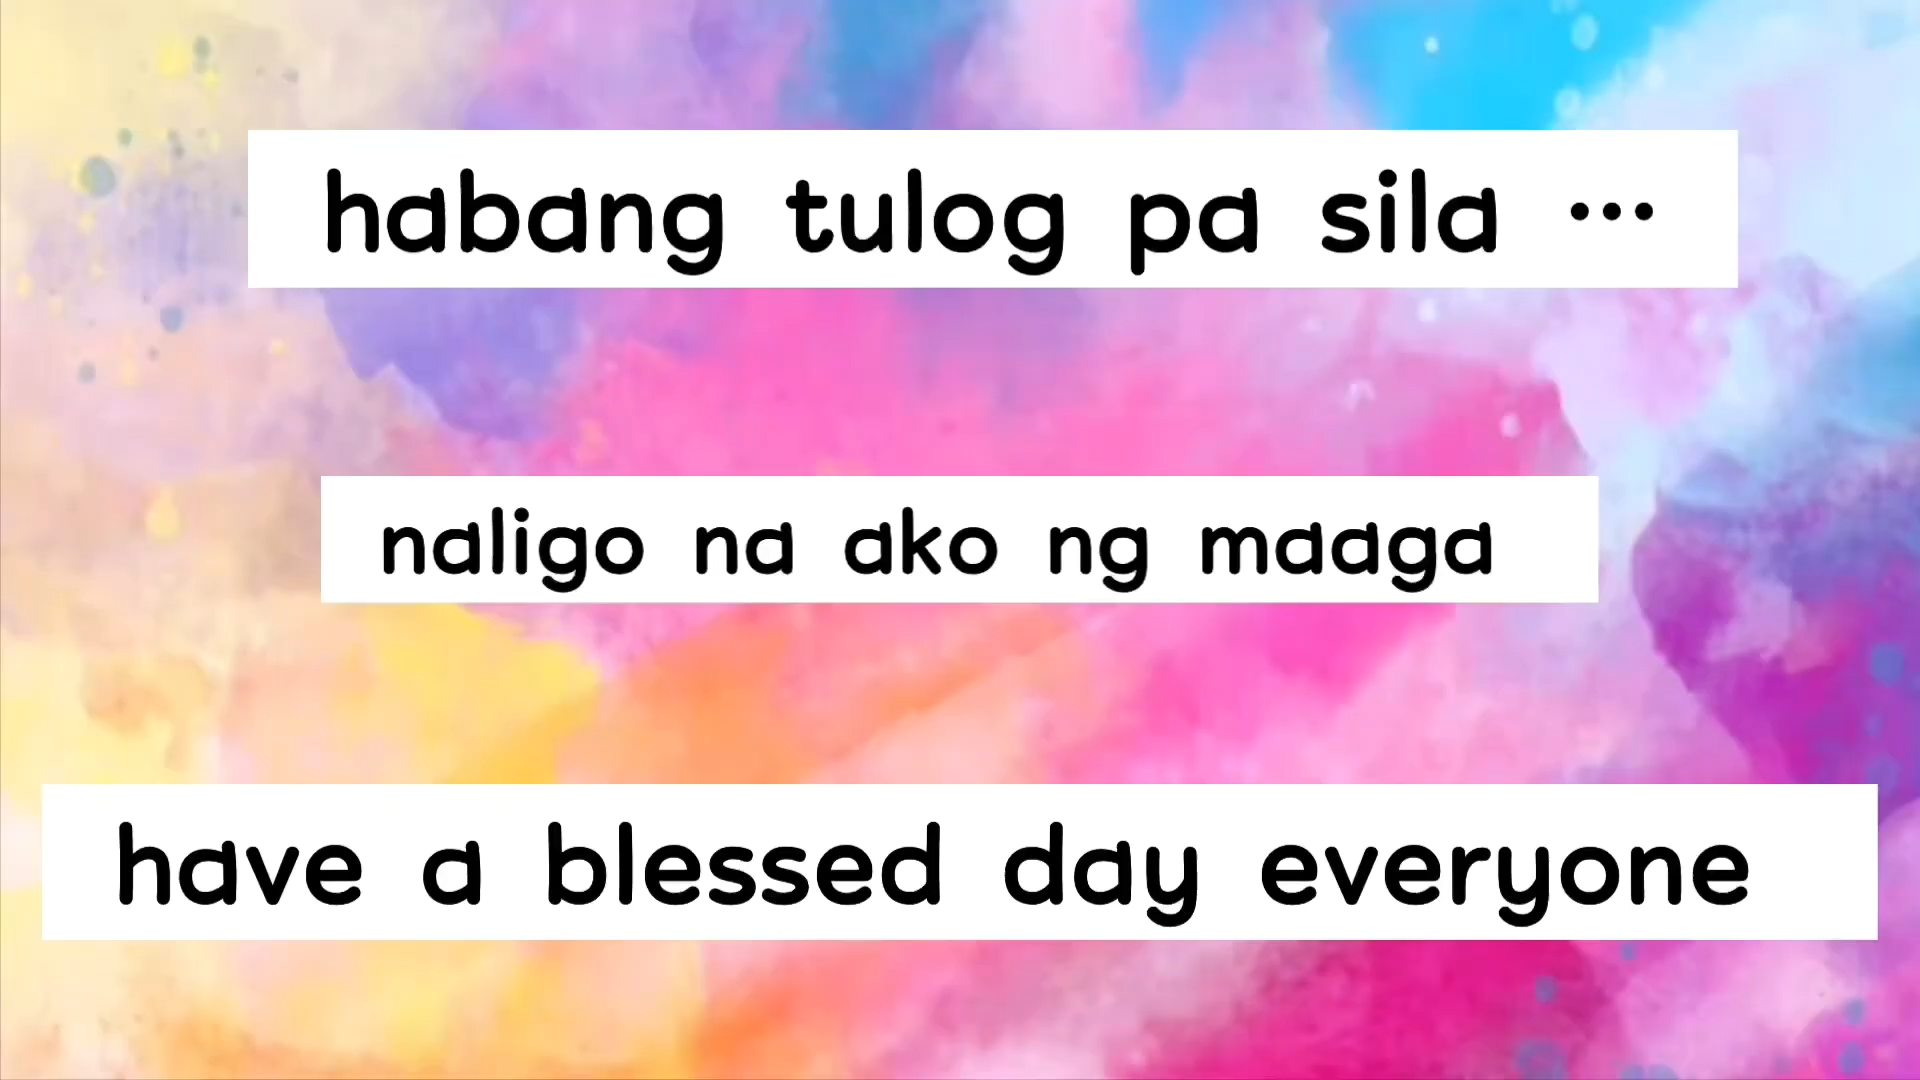 habang tulog pa sila ...
naligo na ako ng maaga
have a blessed day everyone